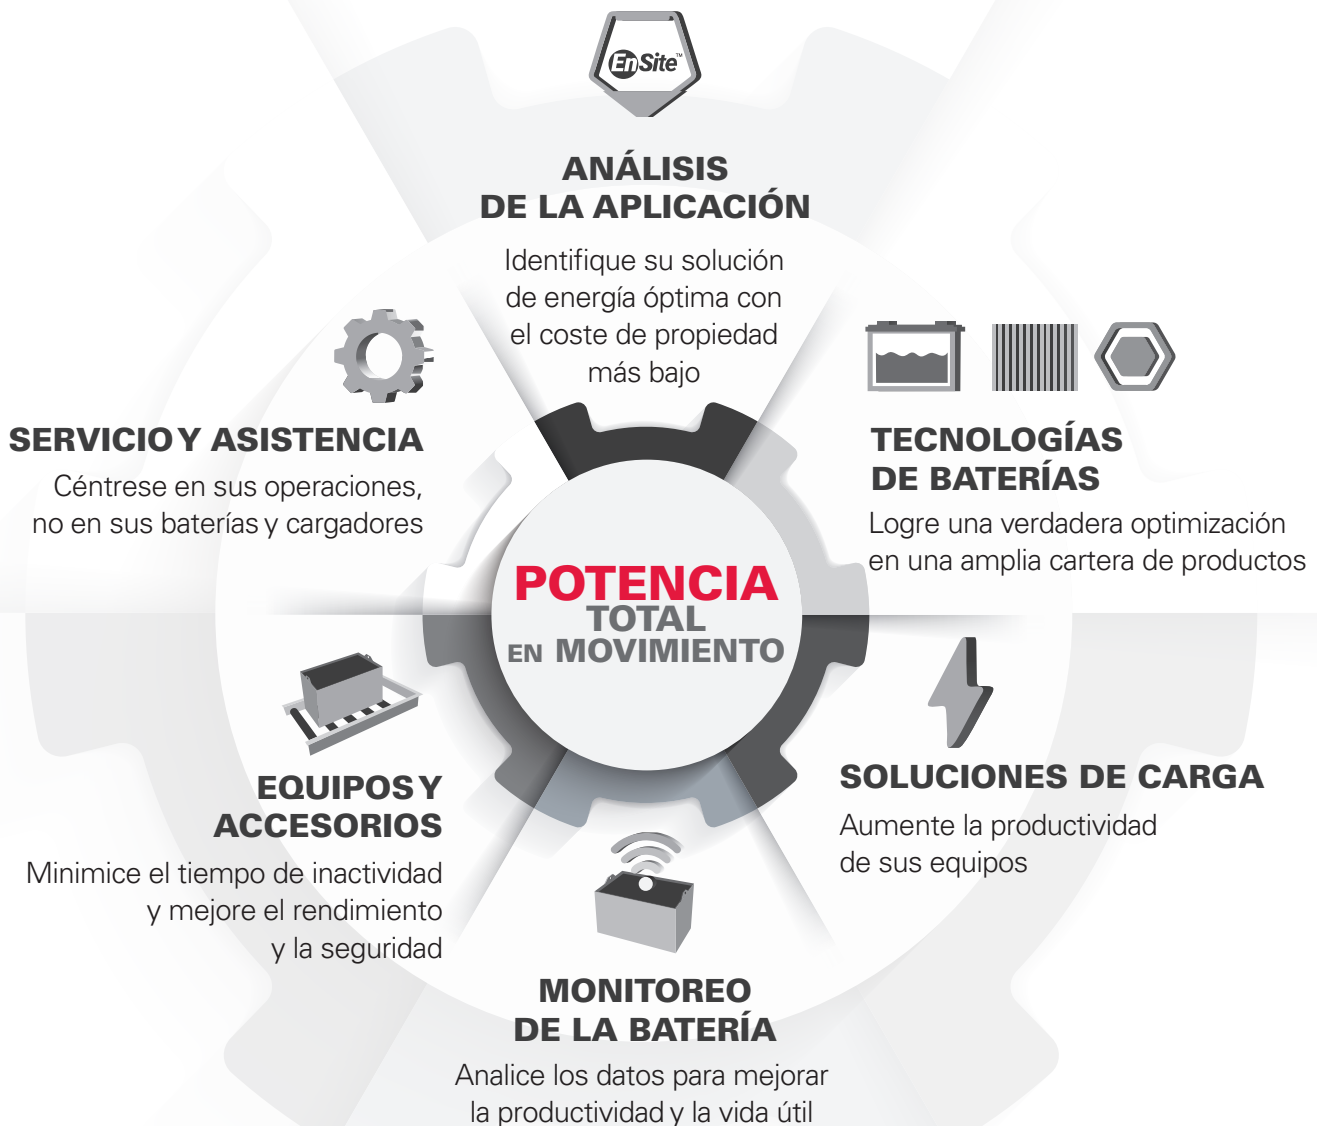 EnSite™
ANÁLISIS
DE LA APLICACIÓN
Identifique su solución
de energía óptima con
el coste de propiedad
más bajo
TECNOLOGÍAS
DE BATERÍAS
Logre una verdadera optimización
en una amplia cartera de productos
SOLUCIONES DE CARGA
Aumente la productividad
de sus equipos
MONITOREO
DE LA BATERÍA
Analice los datos para mejorar
la productividad y la vida útil
EQUIPOS Y
ACCESORIOS
Minimice el tiempo de inactividad
y mejore el rendimiento
y la seguridad
SERVICIO Y ASISTENCIA
Céntrese en sus operaciones,
no en sus baterías y cargadores
POTENCIA
TOTAL
EN MOVIMIENTO